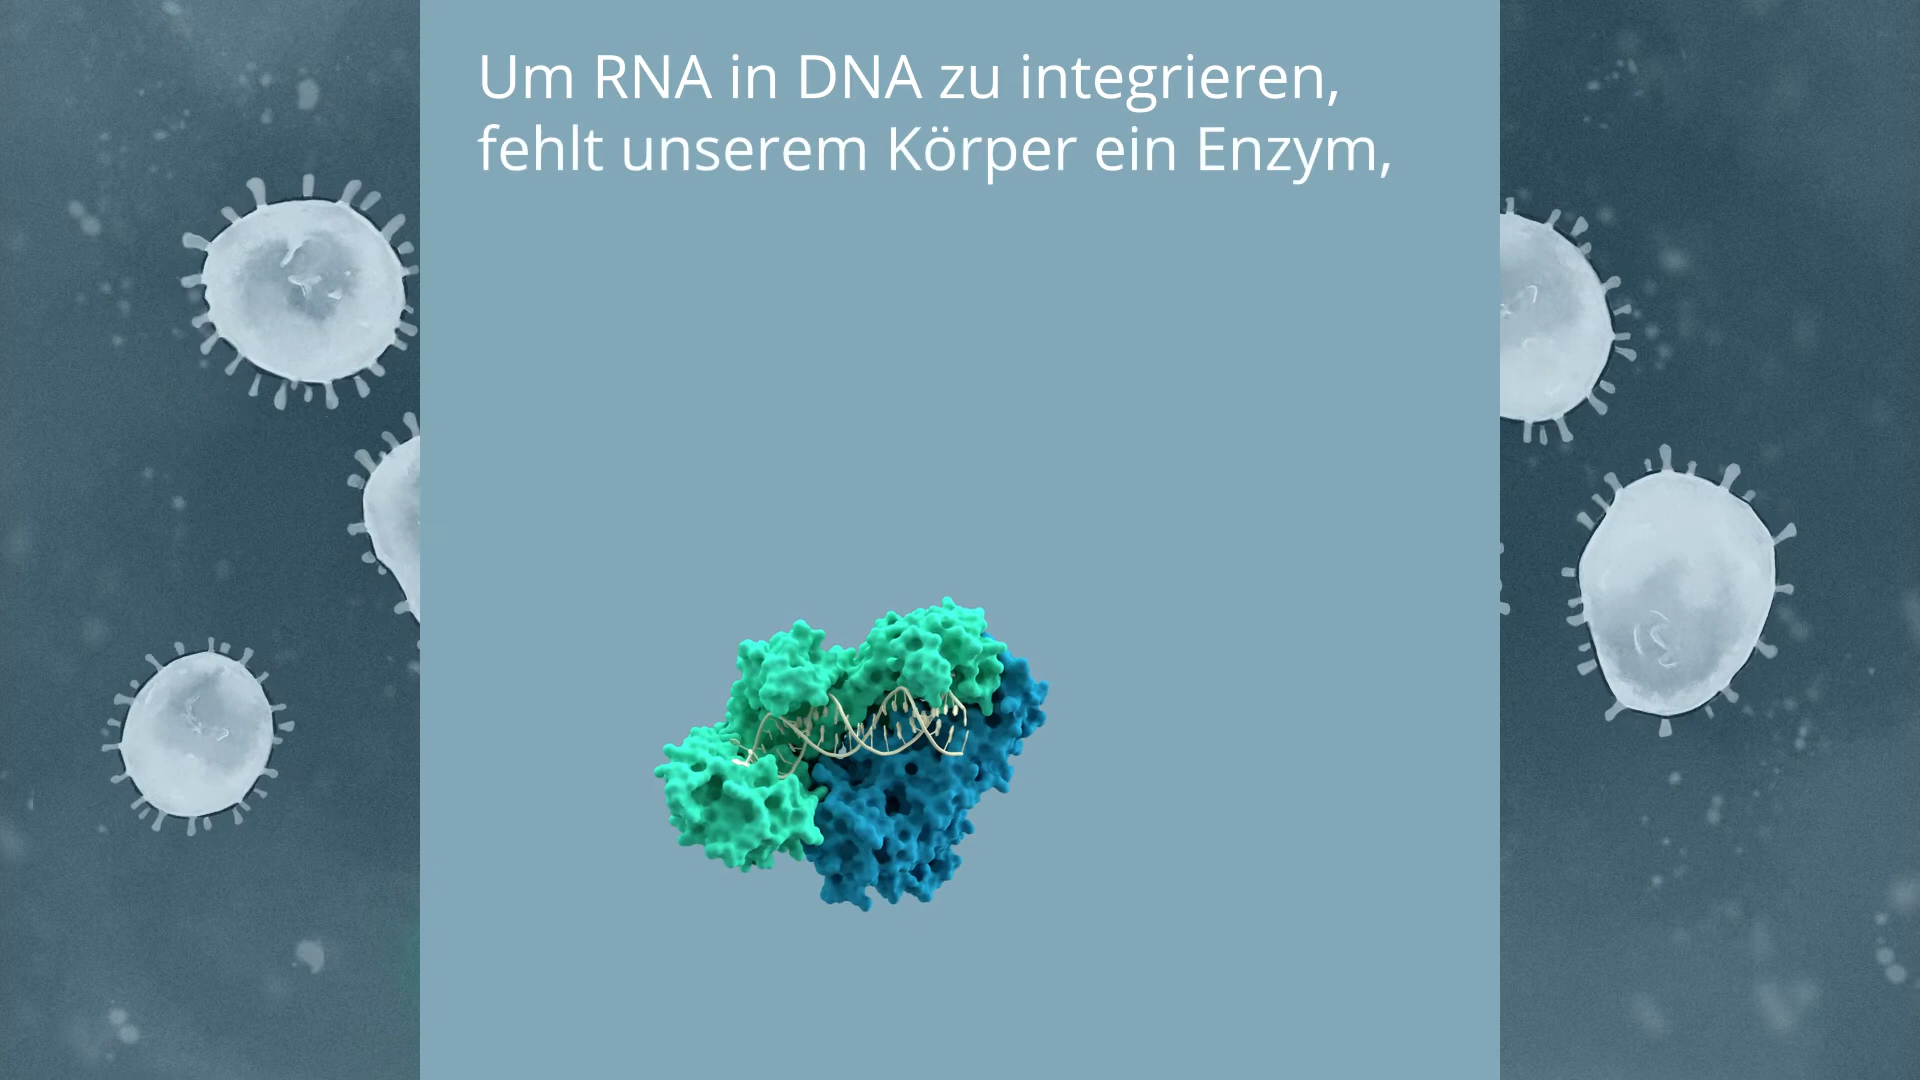 Um RNA in DNA zu integrieren,
fehlt unserem Körper ein Enzym,